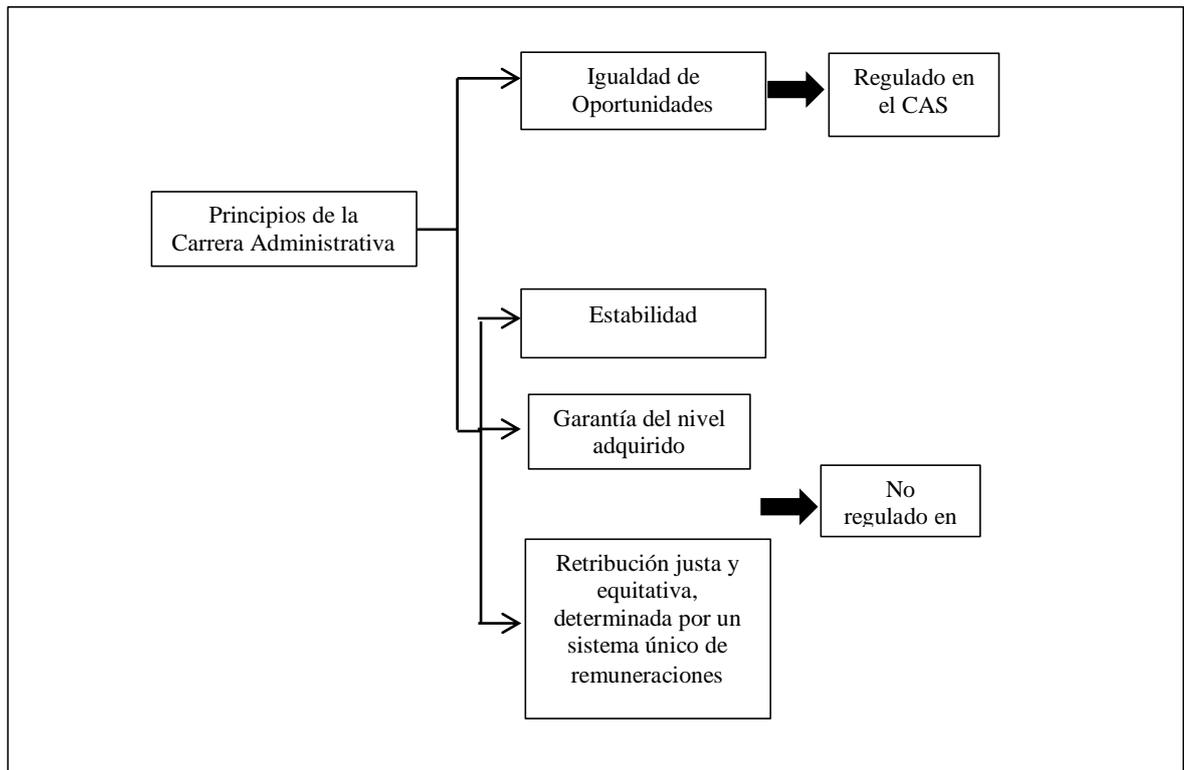 Igualdad de
Oportunidades
Regulado en
el CAS
Principios de la
Carrera Administrativa
Estabilidad
Garantía del nivel
adquirido
No
regulado en
Retribución justa y
equitativa,
determinada por un
sistema único de
remuneraciones